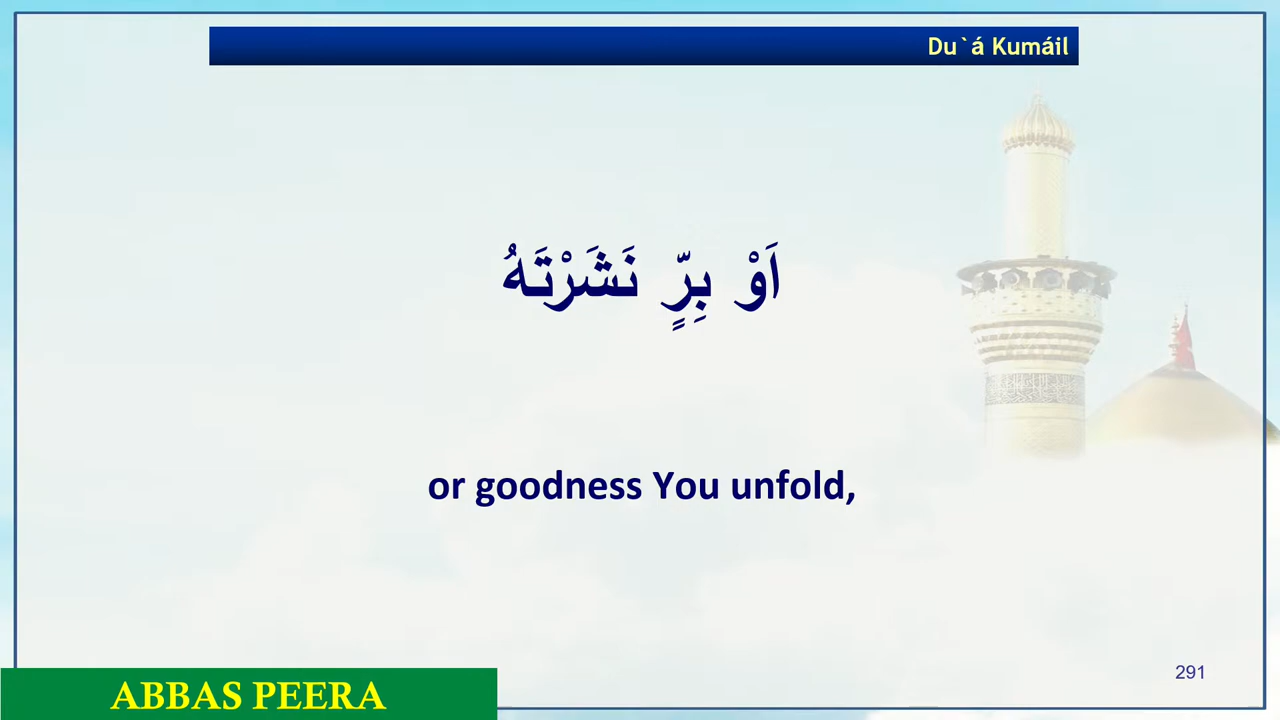 Du`á Kumáil
اَوْ بِرٍّ نَشَرْتَهُ
or goodness You unfold,
291
ABBAS PEERA